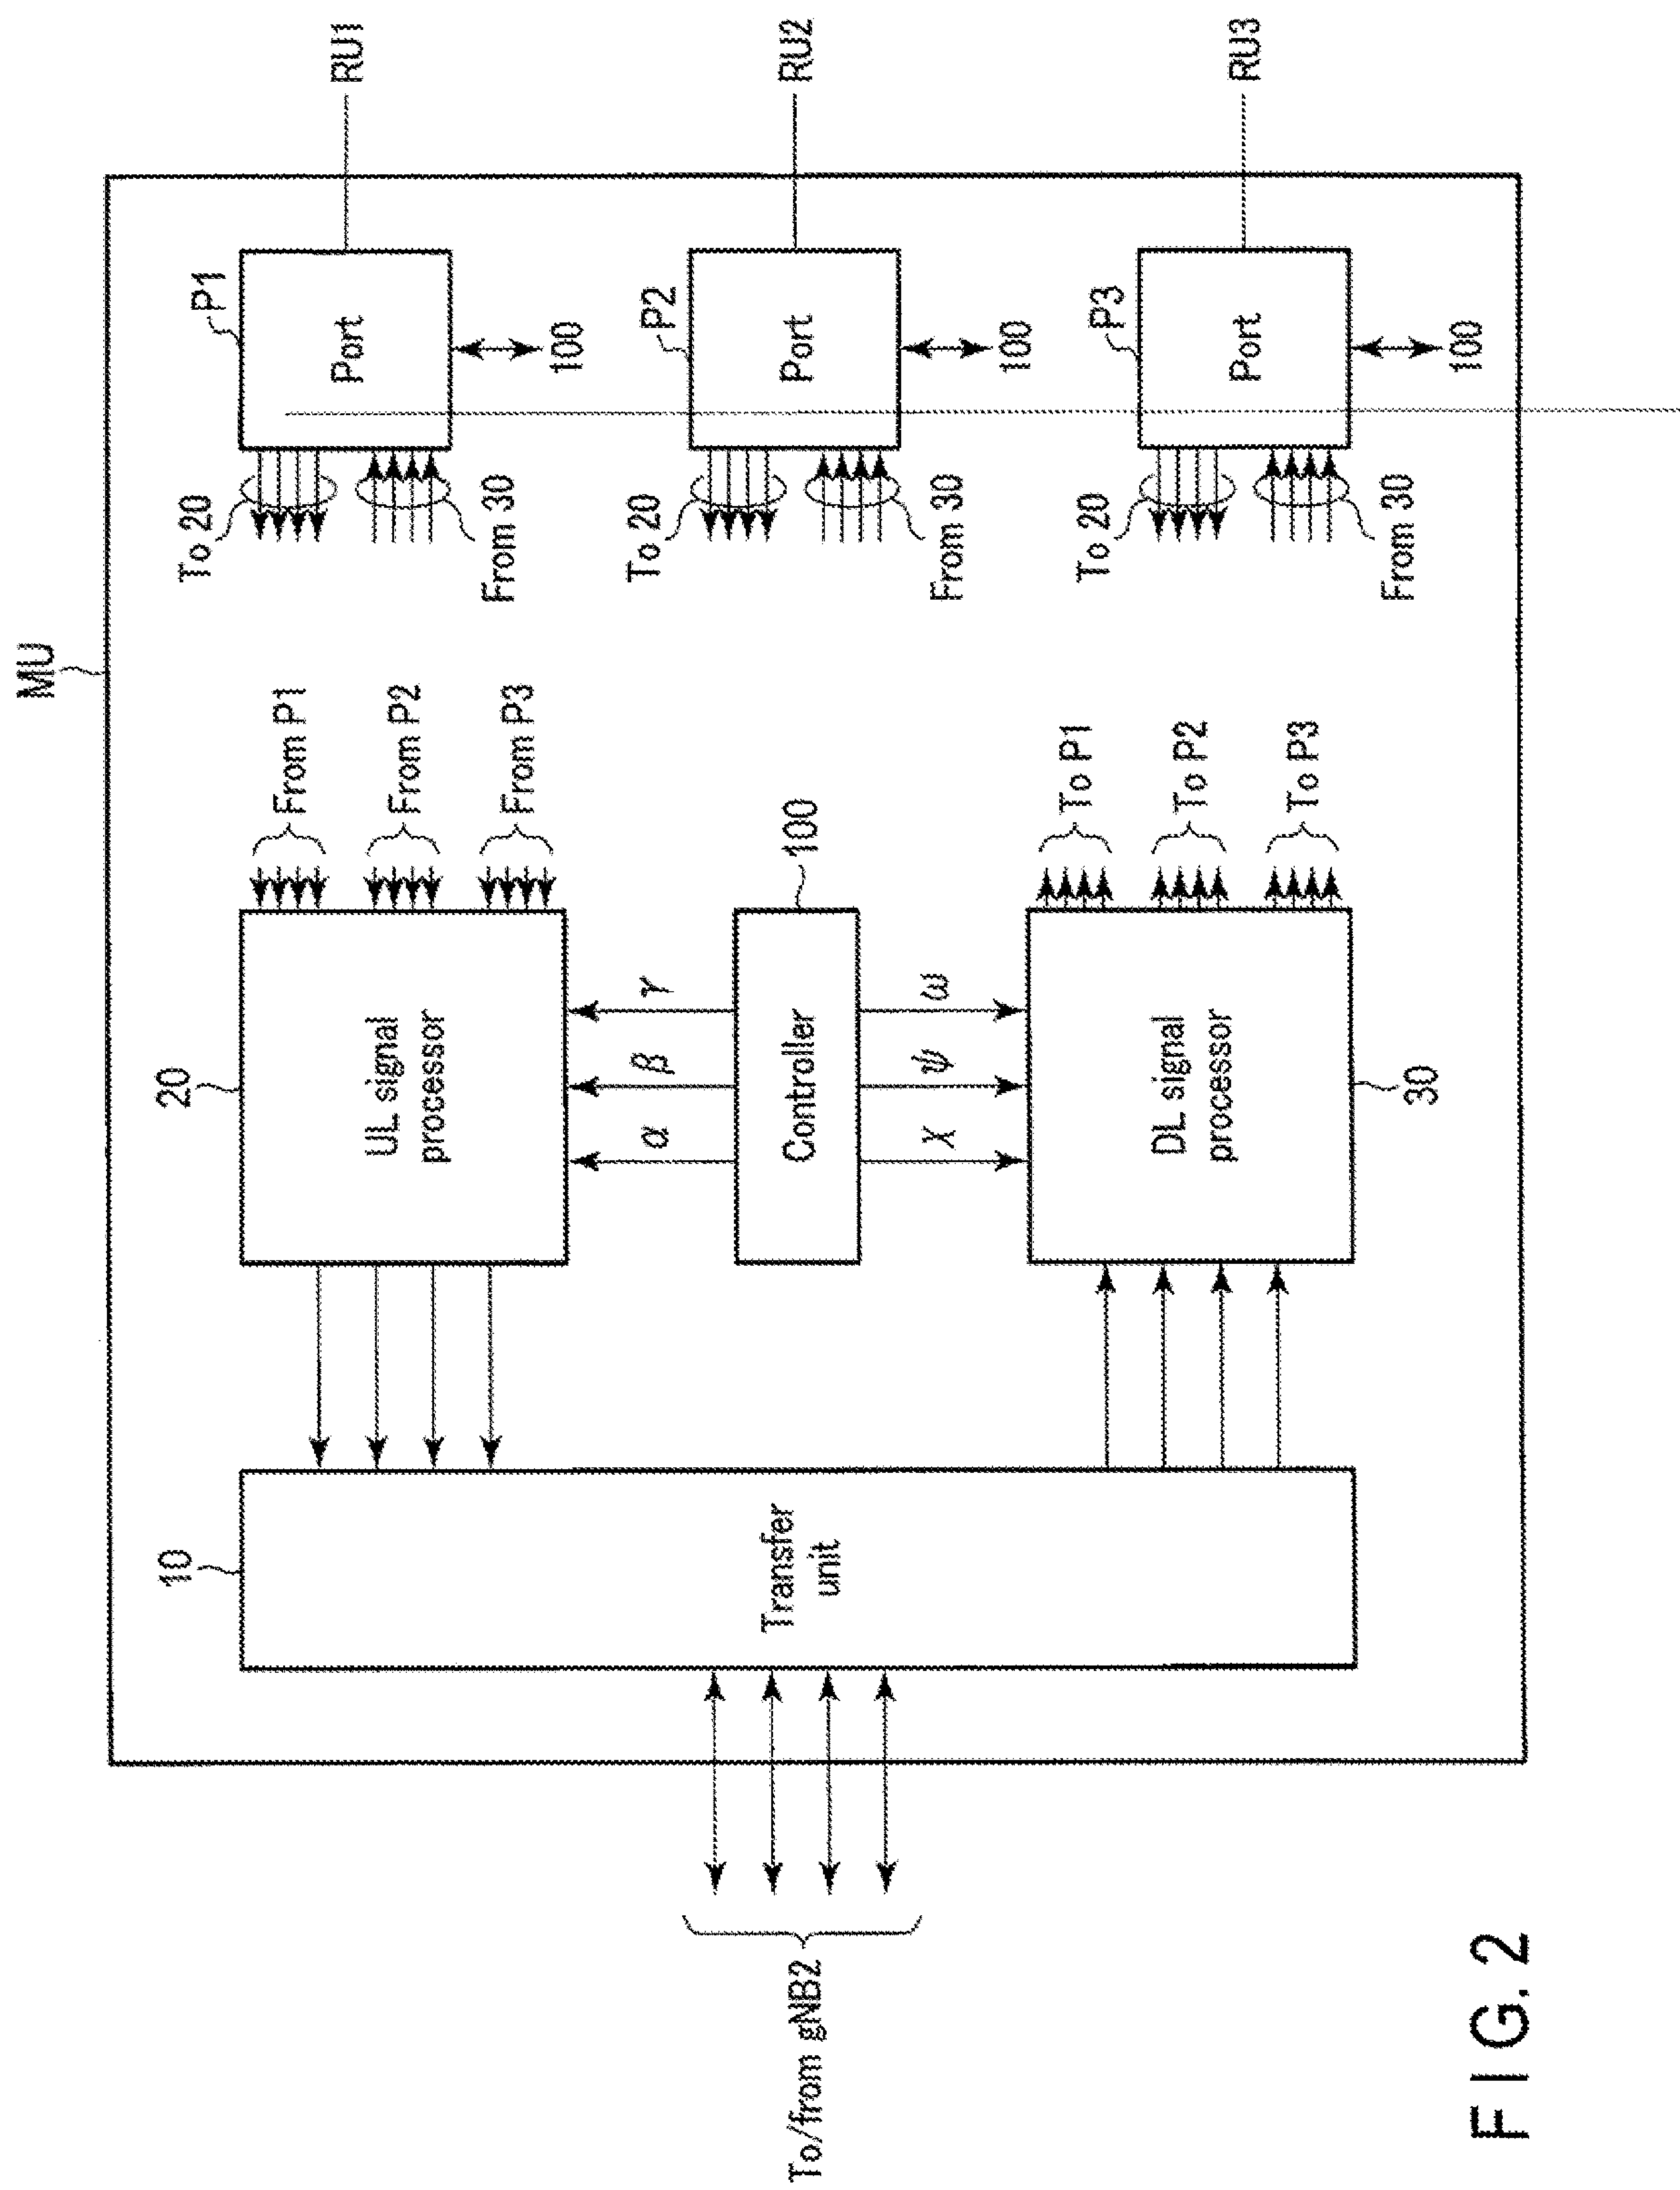 MU
10
Transfer
unit
To/from gNB2
20
UL signal
processor
From P1
From P2
From P3
α
β
γ
Controller
100
χ
ψ
ω
DL signal
processor
30
To P1
To P2
To P3
To 20
From 30
P1
Port
100
RU1
To 20
From 30
P2
Port
100
RU2
To 20
From 30
P3
Port
100
RU3
FIG. 2